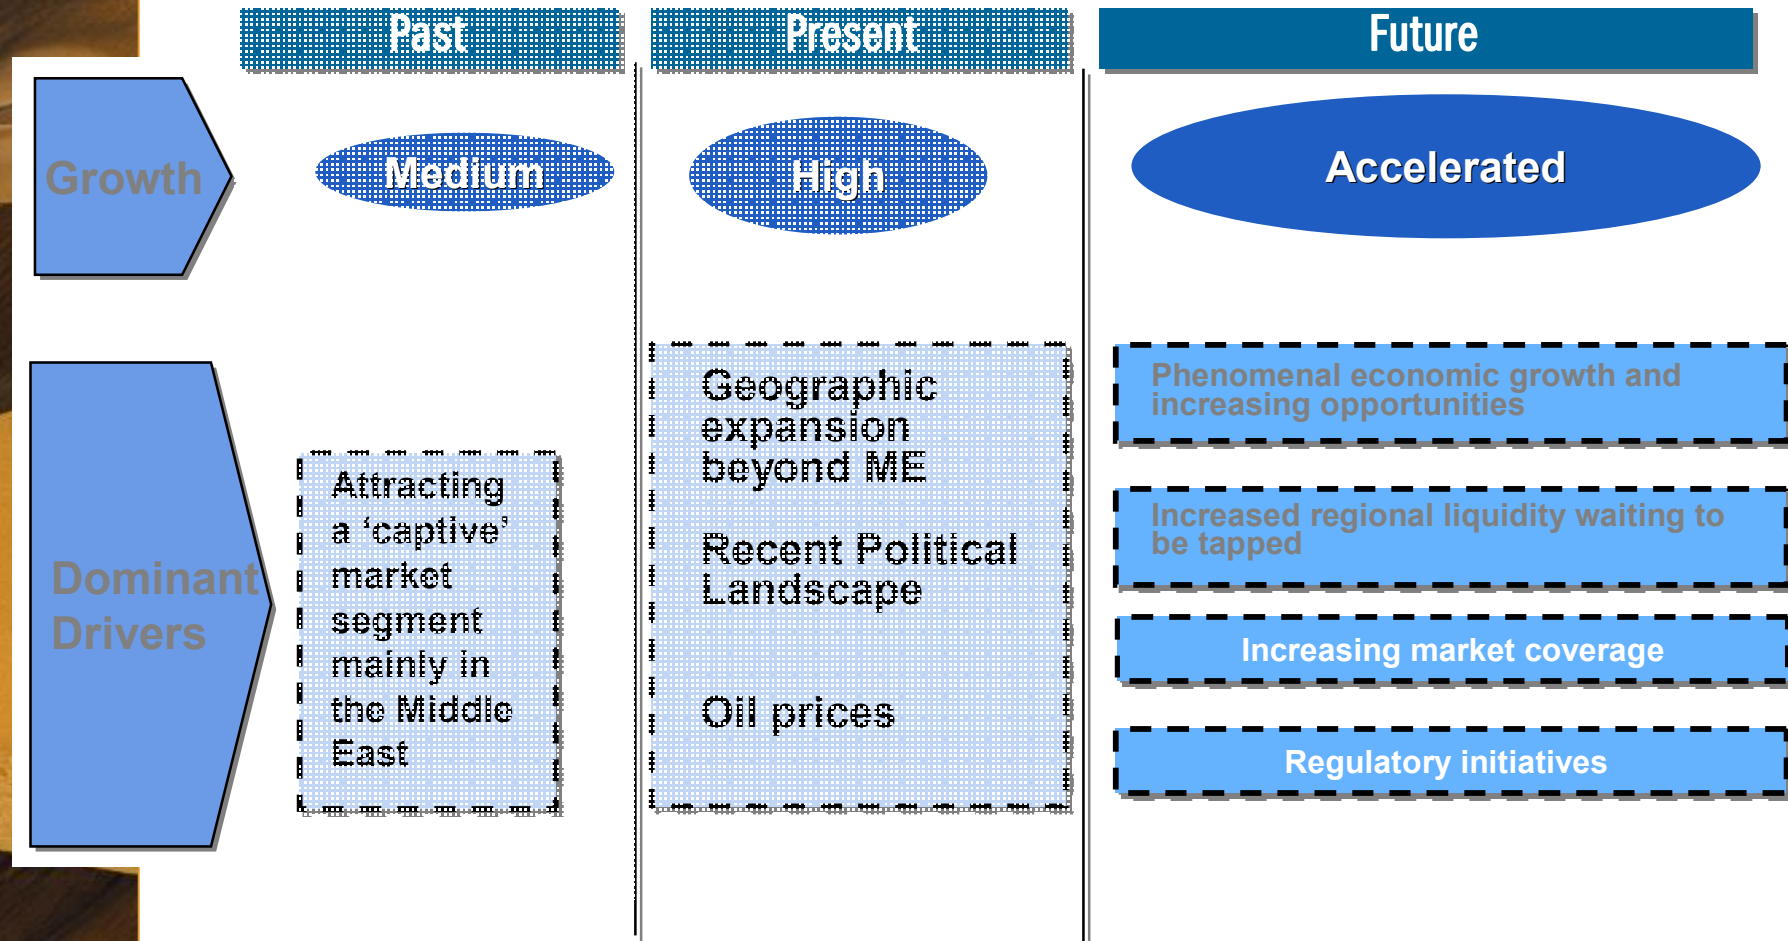 Past
Present
Future
Growth
Medium
High
Accelerated
Dominant
Drivers
Attracting
a ‘captive’
market
segment
mainly in
the Middle
East
Geographic
expansion
beyond ME
Recent Political
Landscape
Oil prices
Phenomenal economic growth and
increasing opportunities
Increased regional liquidity waiting to
be tapped
Increasing market coverage
Regulatory initiatives